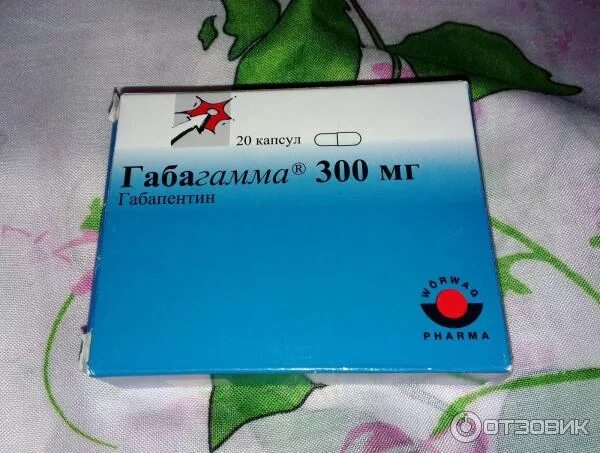 20 капсул
Габагамма® 300 мг
Габапентин
WÖRWAG
PHARMA
ОТЗОВИК